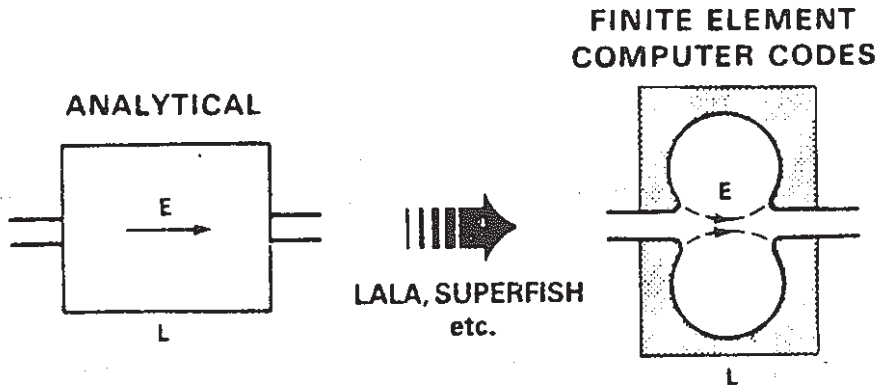 ANALYTICAL
E
L
LALA, SUPERFISH
etc.
FINITE ELEMENT
COMPUTER CODES
E
L